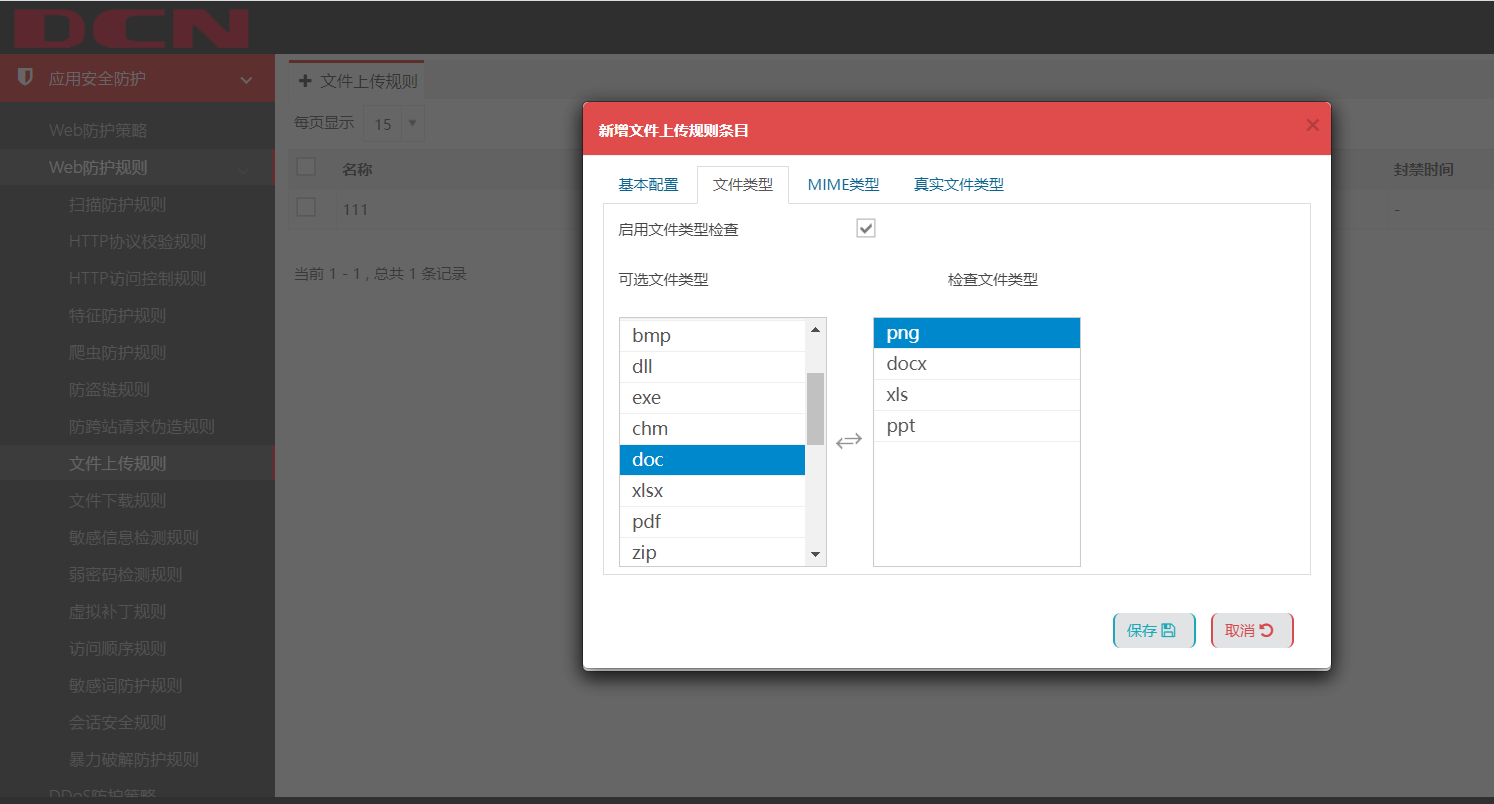 DCN
应用安全防护
Web防护策略
Web防护规则
扫描防护规则
HTTP协议校验规则
HTTP访问控制规则
特征防护规则
爬虫防护规则
防盗链规则
防跨站请求伪造规则
文件上传规则
文件下载规则
敏感信息检测规则
弱密码检测规则
虚拟补丁规则
访问顺序规则
敏感词防护规则
会话安全规则
暴力破解防护规则
DDoS防护策略
文件上传规则
每页显示 15
名称 封禁时间
111 -
当前 1 - 1 , 总共 1 条记录
新增文件上传规则条目 ×
基本配置 文件类型 MIME类型 真实文件类型
启用文件类型检查
可选文件类型 检查文件类型
bmp
dll
exe
chm
doc
xlsx
pdf
zip
png
docx
xls
ppt
保存 取消